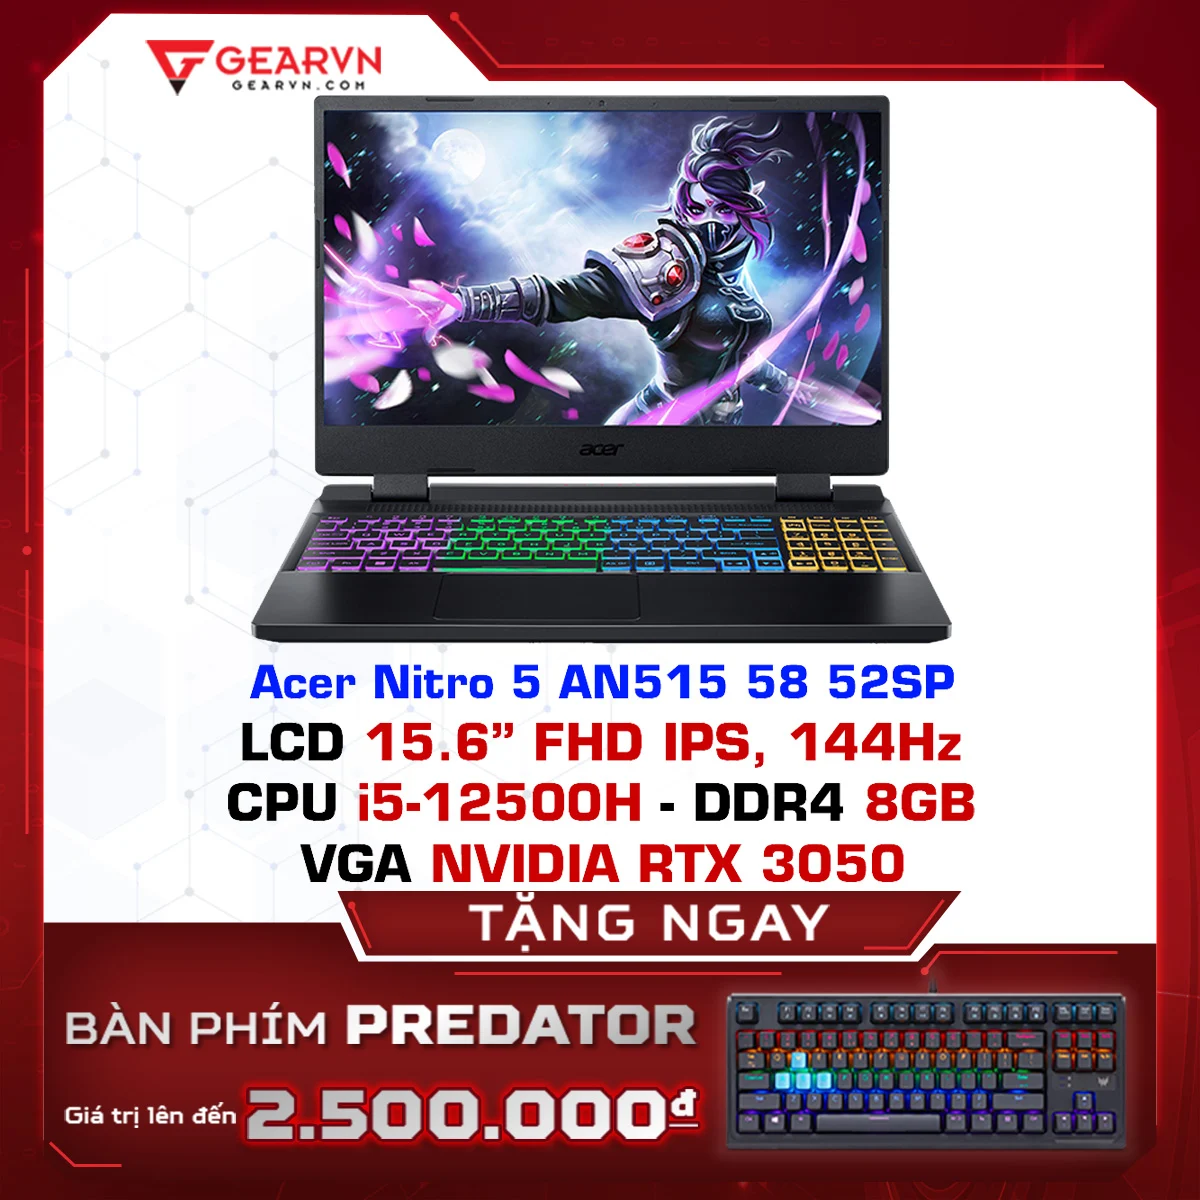 GEARVN
GEARVN.COM
acer
Acer Nitro 5 AN515 58 52SP
LCD 15.6” FHD IPS, 144Hz
CPU i5-12500H - DDR4 8GB
VGA NVIDIA RTX 3050
TẶNG NGAY
BÀN PHÍM PREDATOR
Giá trị lên đến 2.500.000đ